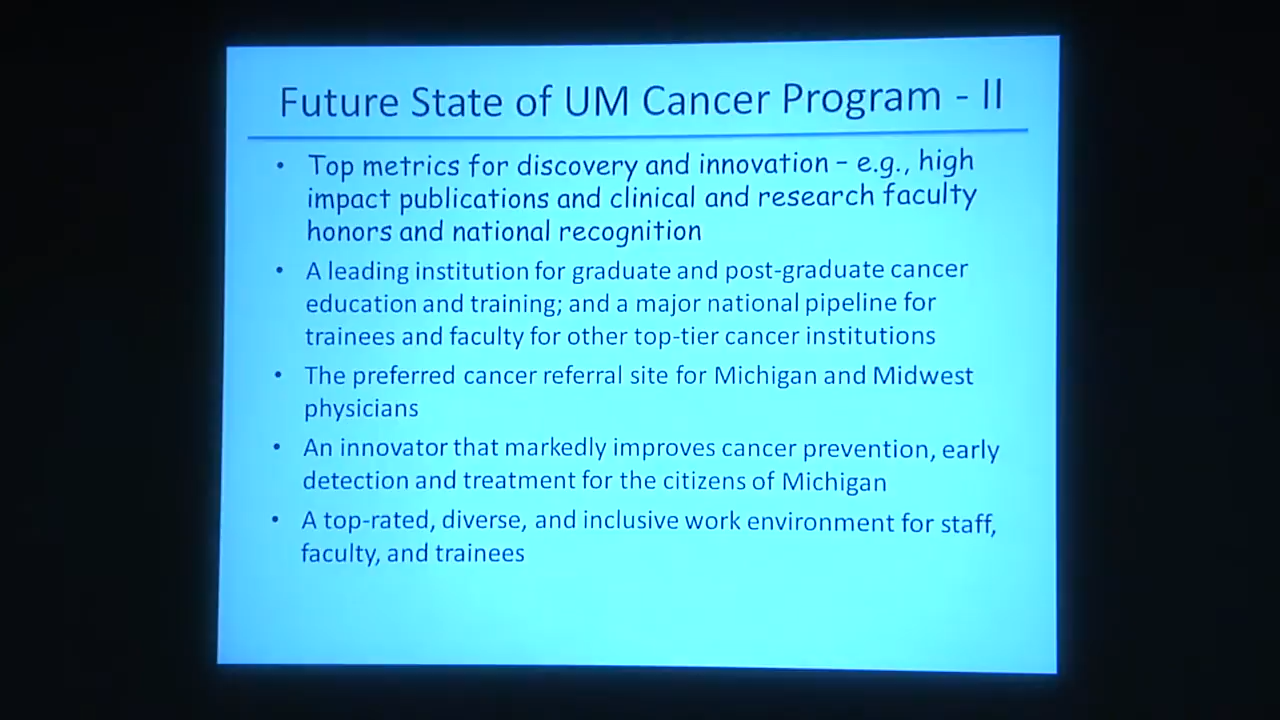 Future State of UM Cancer Program - II
• Top metrics for discovery and innovation – e.g., high
impact publications and clinical and research faculty
honors and national recognition
• A leading institution for graduate and post-graduate cancer
education and training; and a major national pipeline for
trainees and faculty for other top-tier cancer institutions
• The preferred cancer referral site for Michigan and Midwest
physicians
• An innovator that markedly improves cancer prevention, early
detection and treatment for the citizens of Michigan
• A top-rated, diverse, and inclusive work environment for staff,
faculty, and trainees